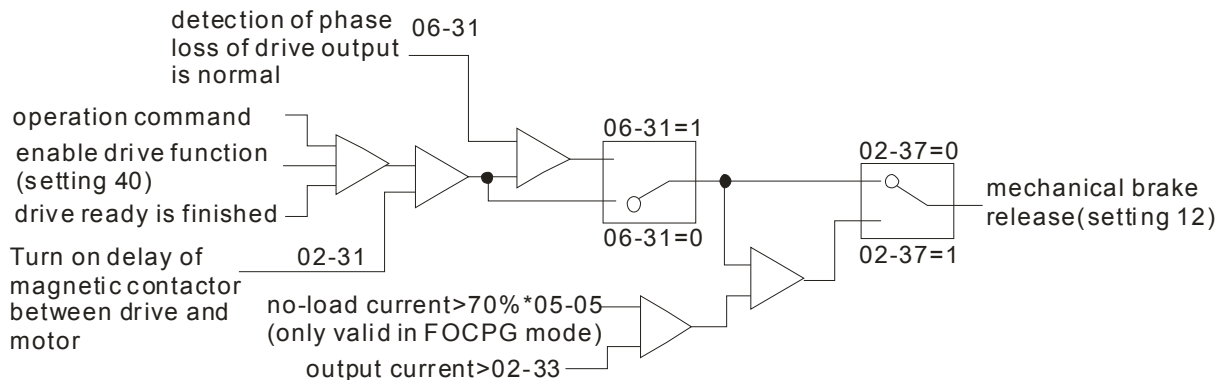 detection of phase
loss of drive output
is normal
06-31
operation command
enable drive function
(setting 40)
drive ready is finished
Turn on delay of
magnetic contactor
between drive and
motor
02-31
06-31=1
06-31=0
no-load current>70%*05-05
(only valid in FOCPG mode)
output current>02-33
02-37=0
02-37=1
mechanical brake
release(setting 12)